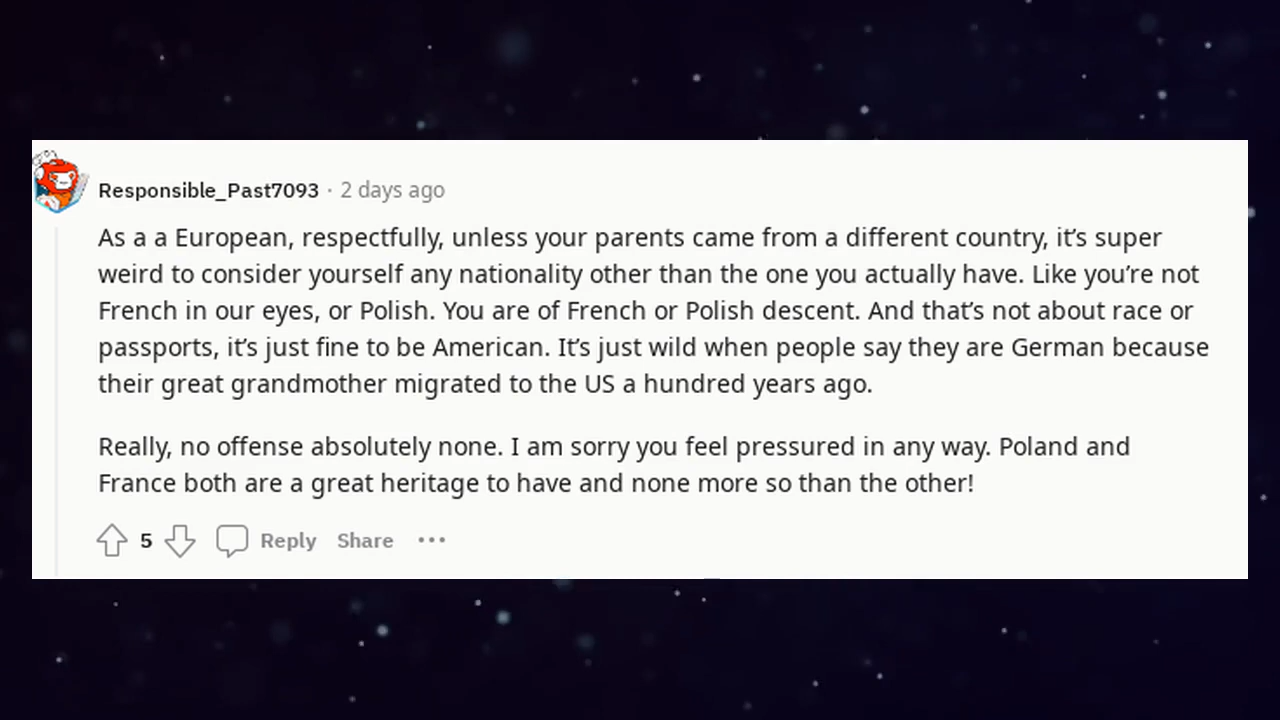 Responsible_Past7093 · 2 days ago
As a a European, respectfully, unless your parents came from a different country, it’s super
weird to consider yourself any nationality other than the one you actually have. Like you’re not
French in our eyes, or Polish. You are of French or Polish descent. And that’s not about race or
passports, it’s just fine to be American. It’s just wild when people say they are German because
their great grandmother migrated to the US a hundred years ago.
Really, no offense absolutely none. I am sorry you feel pressured in any way. Poland and
France both are a great heritage to have and none more so than the other!
5 Reply Share